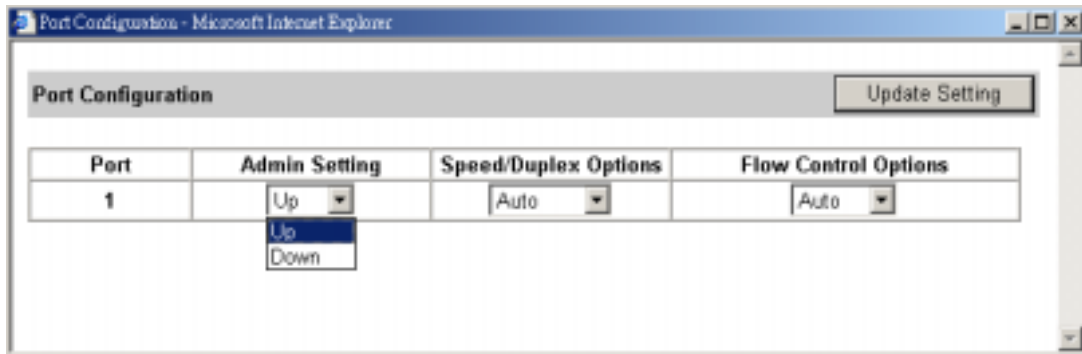 Port Configuration - Microsoft Internet Explorer
Port Configuration Update Setting
Port Admin Setting Speed/Duplex Options Flow Control Options
1 Up Auto Auto
Up
Down